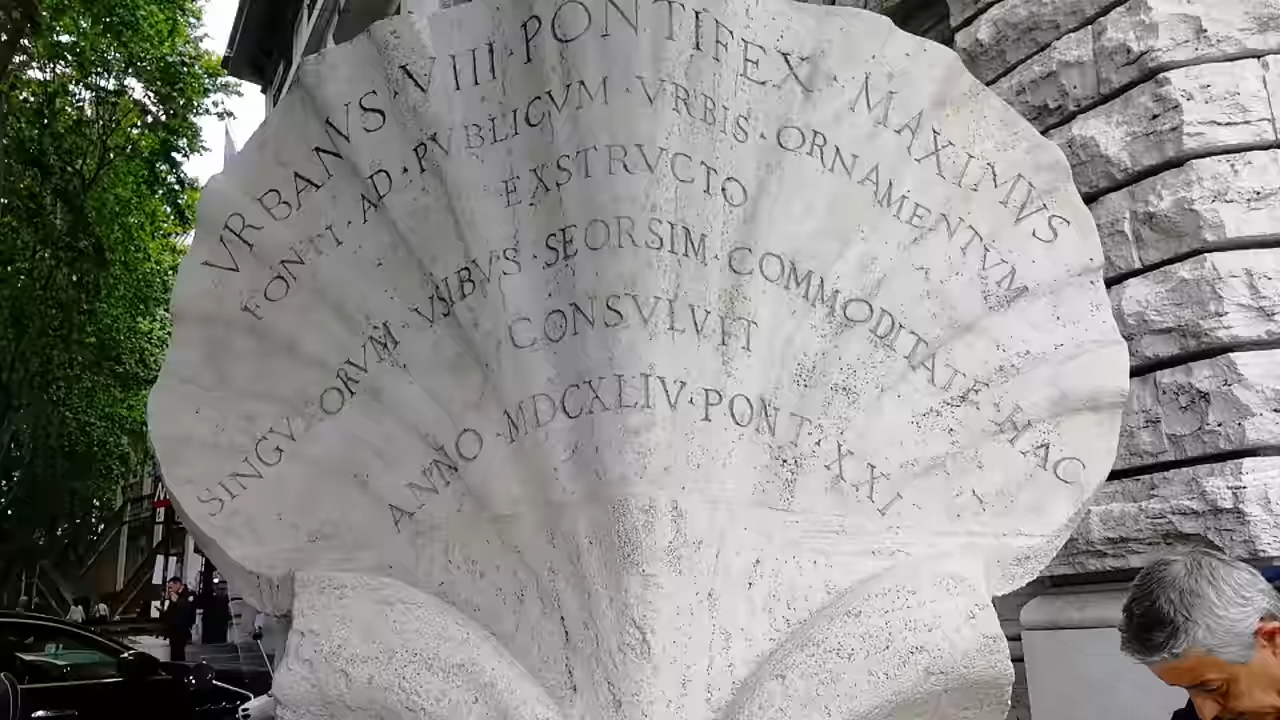 VRBANVS VIII · PONTIFEX · MAXIMVS
FONTI · AD · PVBLICVM · VRBIS · ORNAMENTVM
EXSTRVCTO
SINGVLORVM VSIBVS · SEORSIM · COMMODITATE · HAC
CONSVLVIT
ANNO · MDCXLIV · PONT · XXI